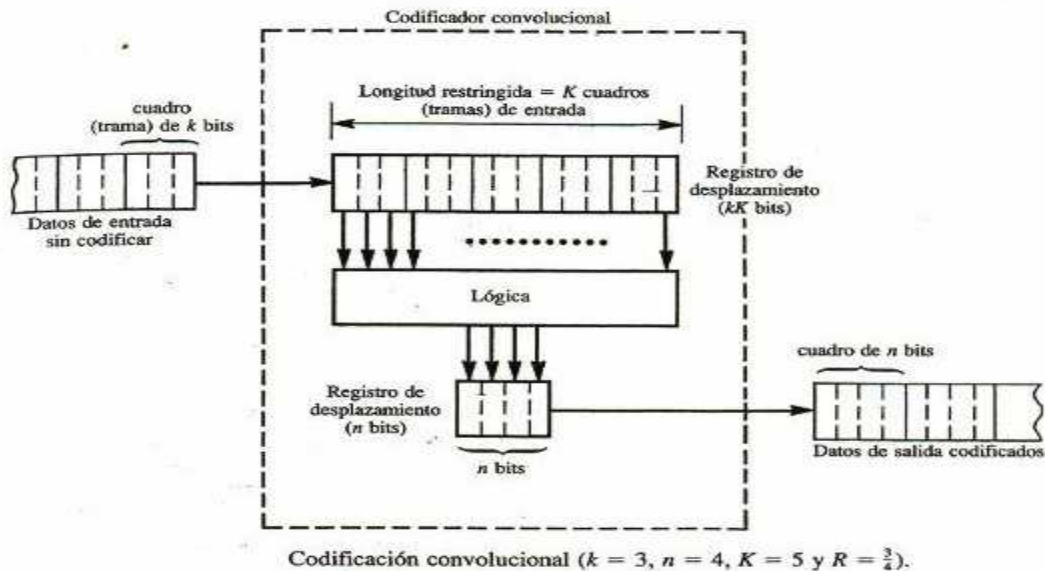 Codificador convolucional
Longitud restringida = K cuadros
(tramas) de entrada
cuadro
(trama) de k bits
Registro de
desplazamiento
(kK bits)
Datos de entrada
sin codificar
Lógica
cuadro de n bits
Registro de
desplazamiento
(n bits)
n bits
Datos de salida codificados
Codificación convolucional (k = 3, n = 4, K = 5 y R = 3/4).